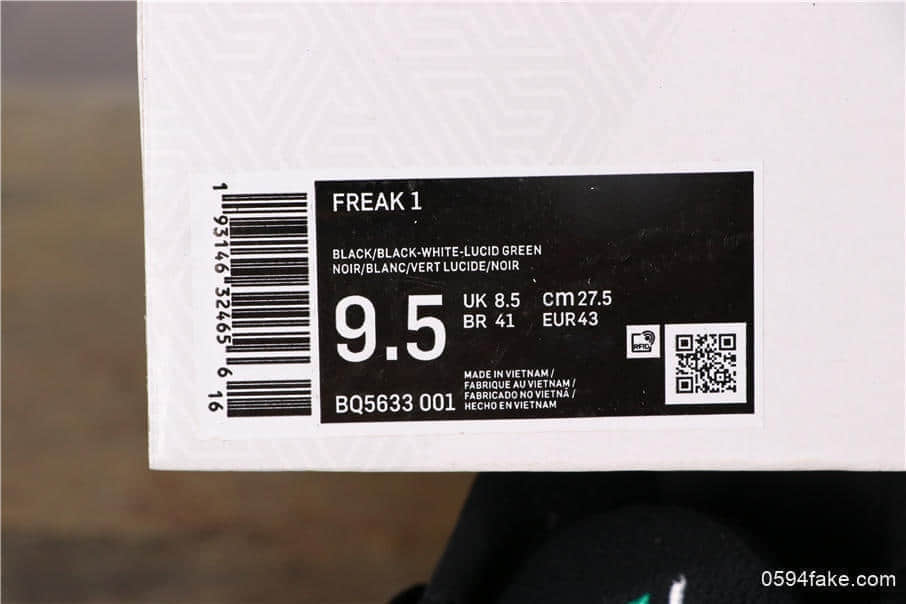 FREAK 1
BLACK/BLACK-WHITE-LUCID GREEN
NOIR/BLANC/VERT LUCIDE/NOIR
9.5
UK 8.5 cm 27.5
BR 41 EUR 43
RFID
BQ5633 001
MADE IN VIETNAM /
FABRIQUE AU VIETNAM /
FABRICADO NO VIETNÃ /
HECHO EN VIETNAM
1 93146 32465 6 16
0594fake.com